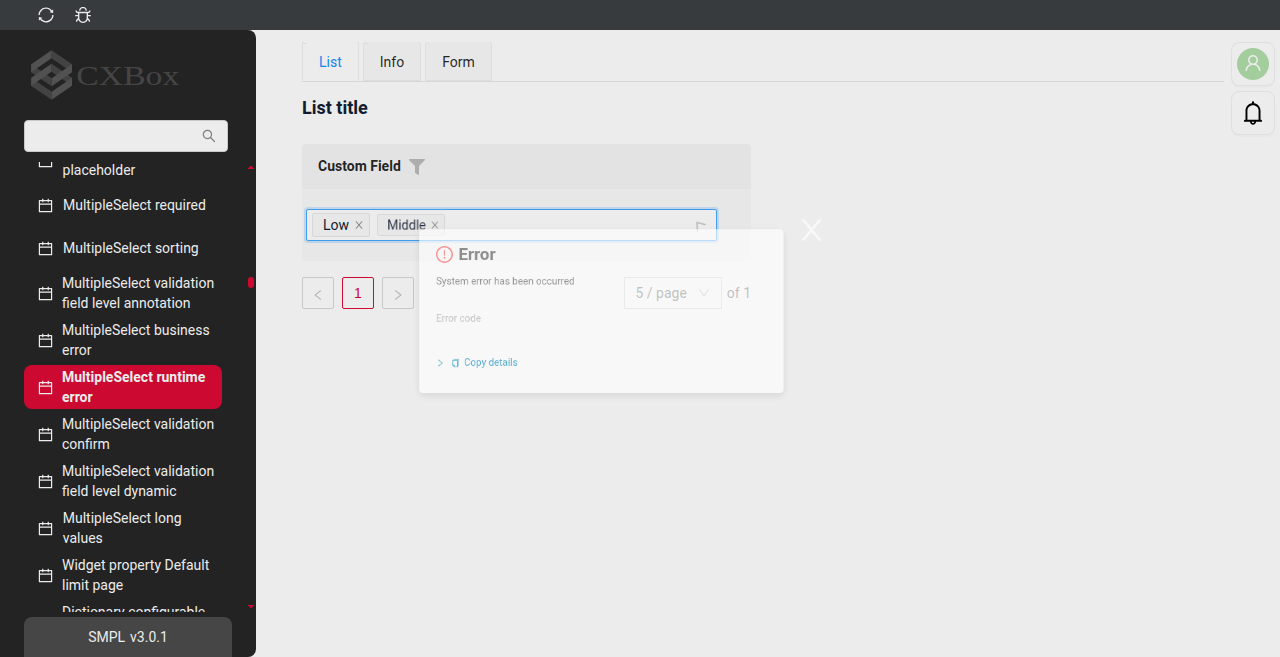 CXBox
placeholder
MultipleSelect required
MultipleSelect sorting
MultipleSelect validation
field level annotation
MultipleSelect business
error
MultipleSelect runtime
error
MultipleSelect validation
confirm
MultipleSelect validation
field level dynamic
MultipleSelect long
values
Widget property Default
limit page
Dictionary configurable
SMPL v3.0.1
List Info Form
List title
Custom Field
Low Middle
Error
System error has been occurred
Error code
Copy details
1
5 / page of 1